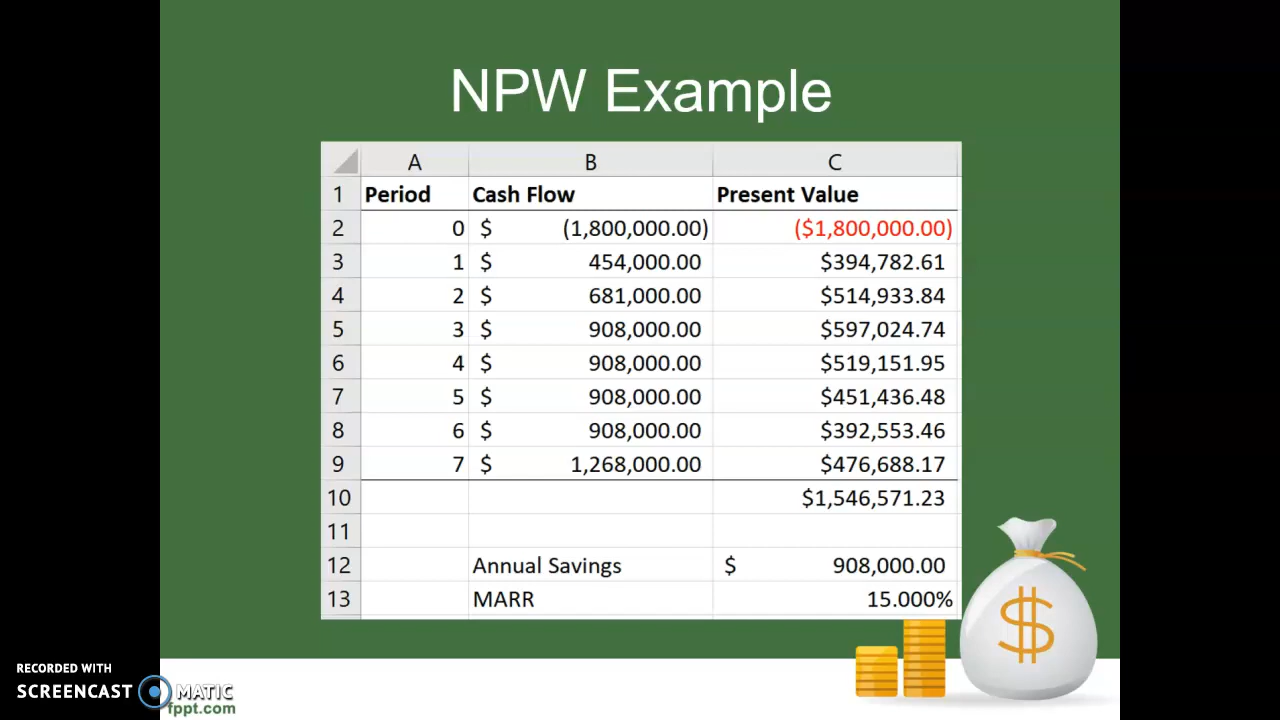 NPW Example
A B C
1 Period Cash Flow Present Value
2 0 $ (1,800,000.00) ($1,800,000.00)
3 1 $ 454,000.00 $394,782.61
4 2 $ 681,000.00 $514,933.84
5 3 $ 908,000.00 $597,024.74
6 4 $ 908,000.00 $519,151.95
7 5 $ 908,000.00 $451,436.48
8 6 $ 908,000.00 $392,553.46
9 7 $ 1,268,000.00 $476,688.17
10 $1,546,571.23
11
12 Annual Savings $ 908,000.00
13 MARR 15.000%
$
RECORDED WITH
SCREENCAST MATIC
fppt.com